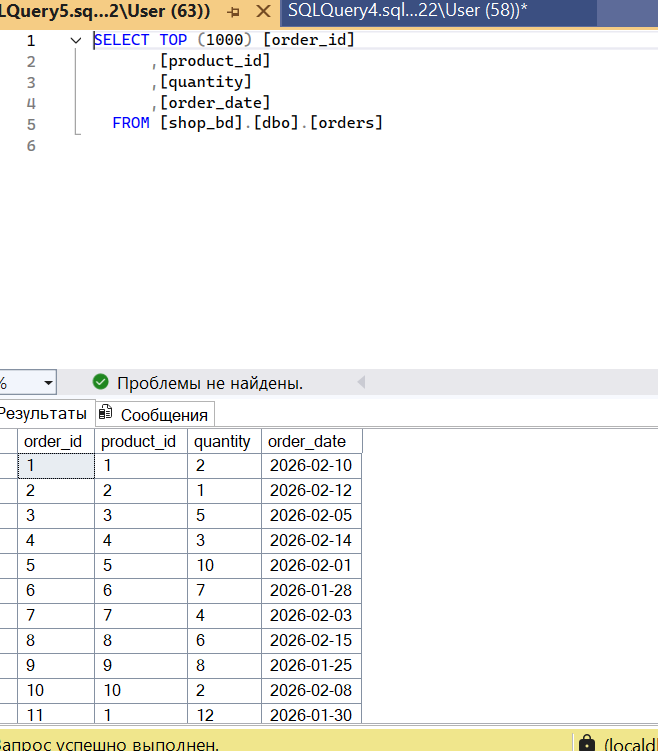 LQuery5.sq...2\User (63)) SQLQuery4.sql...22\User (58))*
1 SELECT TOP (1000) [order_id]
2 ,[product_id]
3 ,[quantity]
4 ,[order_date]
5 FROM [shop_bd].[dbo].[orders]
6
% Проблемы не найдены.
Результаты Сообщения
order_id product_id quantity order_date
1 1 2 2026-02-10
2 2 1 2026-02-12
3 3 5 2026-02-05
4 4 3 2026-02-14
5 5 10 2026-02-01
6 6 7 2026-01-28
7 7 4 2026-02-03
8 8 6 2026-02-15
9 9 8 2026-01-25
10 10 2 2026-02-08
11 1 12 2026-01-30
Запрос успешно выполнен. (locald